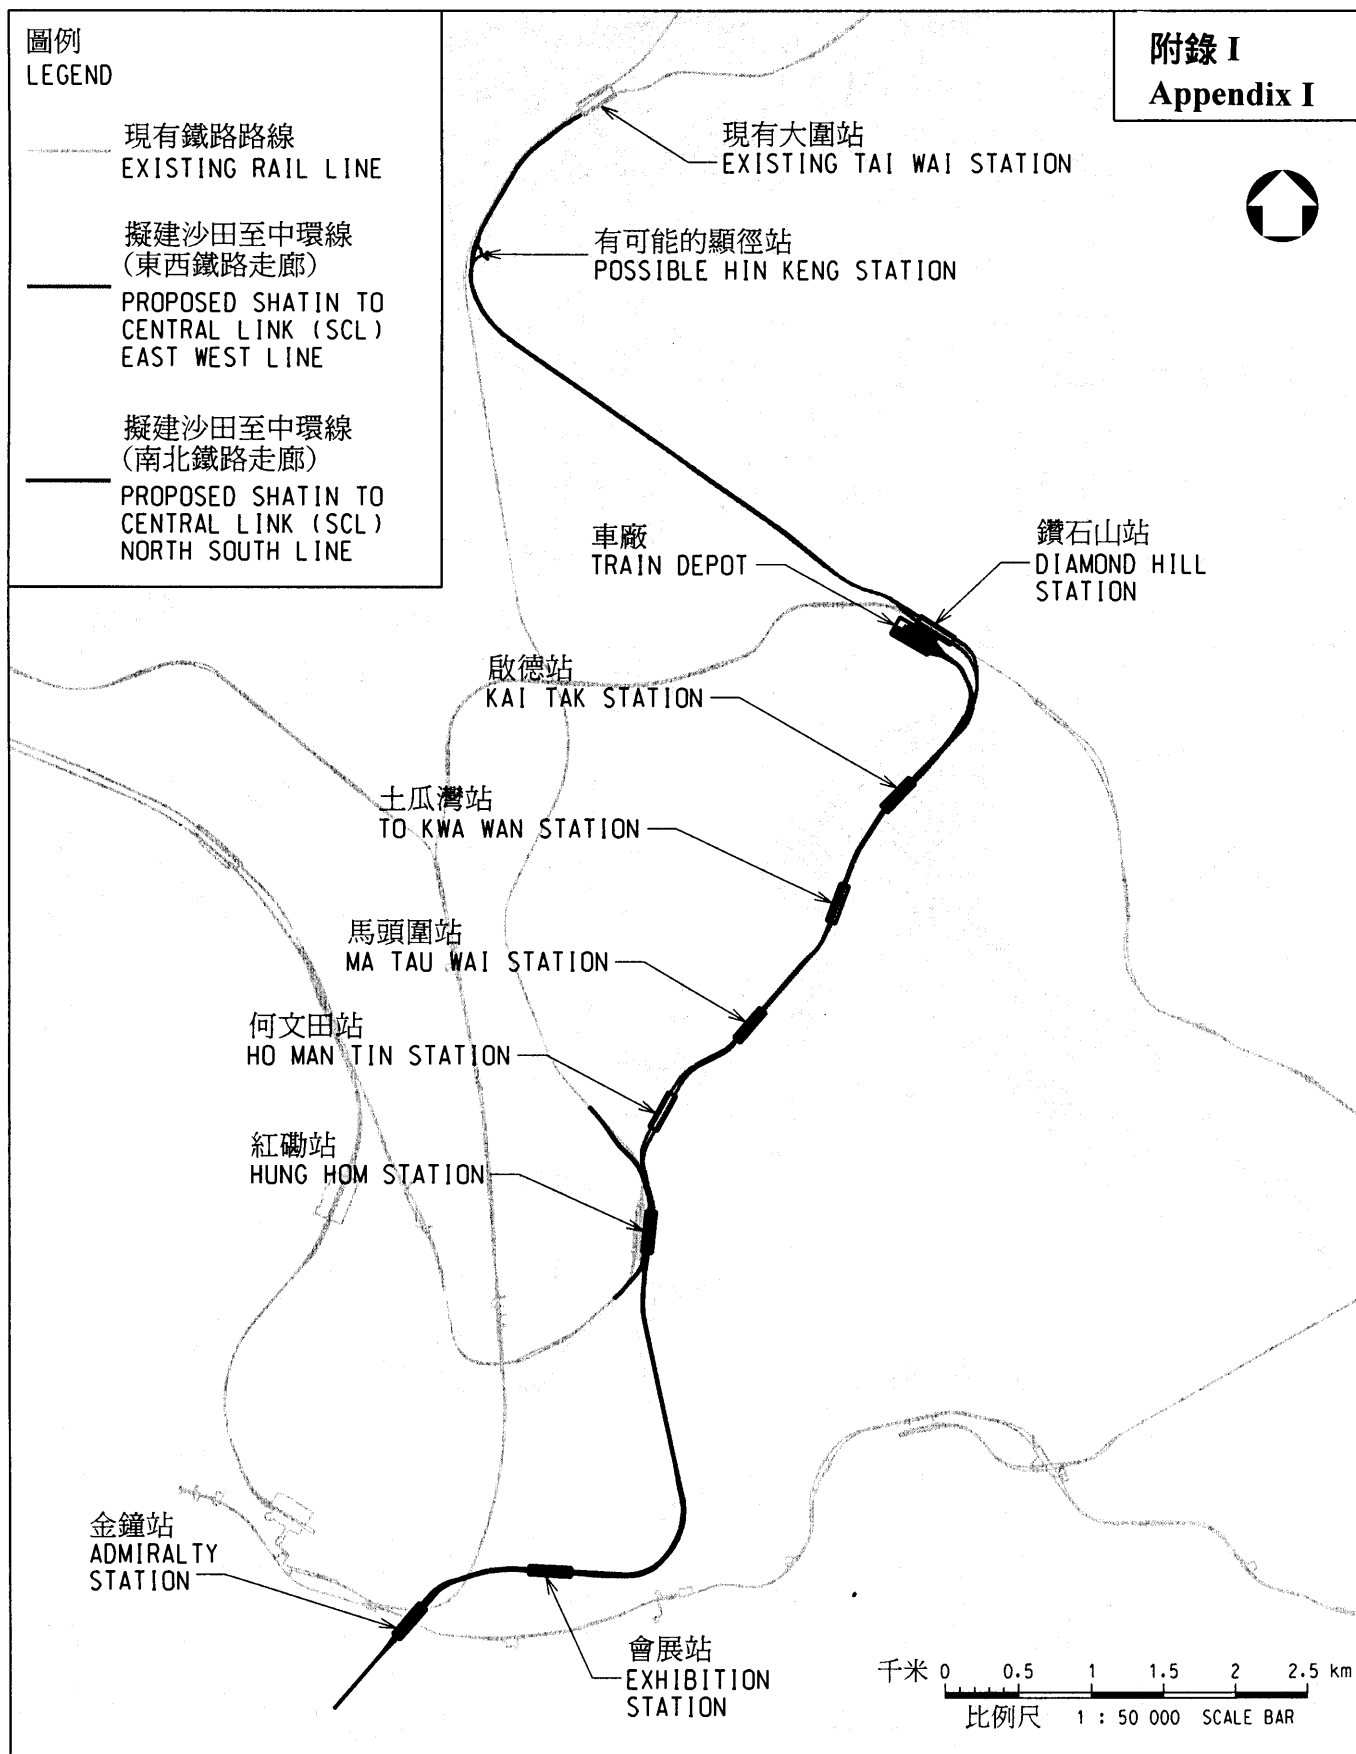 圖例
LEGEND
現有鐵路路線
EXISTING RAIL LINE
擬建沙田至中環線
(東西鐵路走廊)
PROPOSED SHATIN TO
CENTRAL LINK (SCL)
EAST WEST LINE
擬建沙田至中環線
(南北鐵路走廊)
PROPOSED SHATIN TO
CENTRAL LINK (SCL)
NORTH SOUTH LINE
附錄 I
Appendix I
現有大圍站
EXISTING TAI WAI STATION
有可能的顯徑站
POSSIBLE HIN KENG STATION
車廠
TRAIN DEPOT
鑽石山站
DIAMOND HILL
STATION
啟德站
KAI TAK STATION
土瓜灣站
TO KWA WAN STATION
馬頭圍站
MA TAU WAI STATION
何文田站
HO MAN TIN STATION
紅磡站
HUNG HOM STATION
金鐘站
ADMIRALTY
STATION
會展站
EXHIBITION
STATION
千米 0 0.5 1 1.5 2 2.5 km
比例尺 1 : 50 000 SCALE BAR